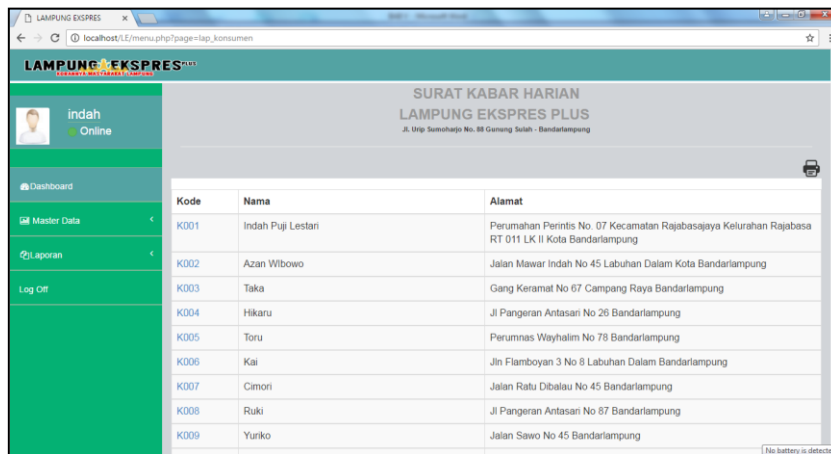 LAMPUNG EKSPRES
localhost/LE/menu.php?page=lap_konsumen
LAMPUNG EKSPRES PLUS
KORANNYA MASYARAKAT LAMPUNG
indah
Online
Dashboard
Master Data
Laporan
Log Off
SURAT KABAR HARIAN
LAMPUNG EKSPRES PLUS
Jl. Urip Sumoharjo No. 98 Gunung Sulah - Bandarlampung
Kode Nama Alamat
K001 Indah Puji Lestari Perumahan Perintis No. 07 Kecamatan Rajabasajaya Kelurahan Rajabasa
RT 011 LK II Kota Bandarlampung
K002 Azan WIbowo Jalan Mawar Indah No 45 Labuhan Dalam Kota Bandarlampung
K003 Taka Gang Keramat No 67 Campang Raya Bandarlampung
K004 Hikaru Jl Pangeran Antasari No 26 Bandarlampung
K005 Toru Perumnas Wayhalim No 78 Bandarlampung
K006 Kai Jln Flamboyan 3 No 8 Labuhan Dalam Bandarlampung
K007 Cimori Jalan Ratu Dibalau No 45 Bandarlampung
K008 Ruki Jl Pangeran Antasari No 87 Bandarlampung
K009 Yuriko Jalan Sawo No 45 Bandarlampung
No battery is detecte